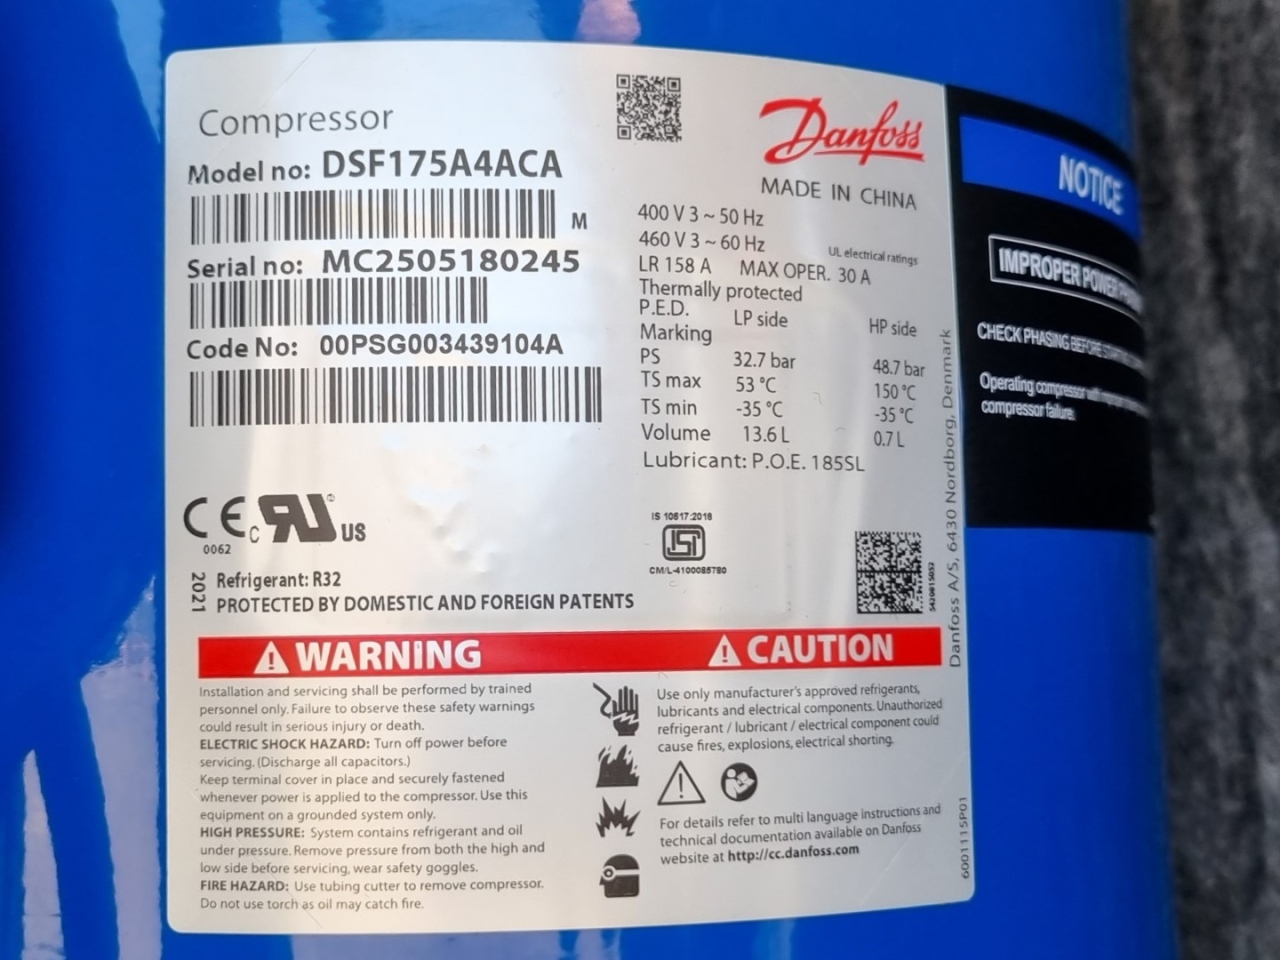 Compressor
Model no: DSF175A4ACA
M
Serial no: MC2505180245
Code No: 00PSG003439104A
Danfoss
MADE IN CHINA
400 V 3 ~ 50 Hz
460 V 3 ~ 60 Hz
UL electrical ratings
LR 158 A MAX OPER. 30 A
Thermally protected
P.E.D. LP side HP side
Marking
PS 32.7 bar 48.7 bar
TS max 53 °C 150 °C
TS min -35 °C -35 °C
Volume 13.6 L 0.7 L
Lubricant: P.O.E. 185SL
CE
0062
c RU US
®
IS 10617:2018
ISI
CM/L-4100085780
2021
Refrigerant: R32
PROTECTED BY DOMESTIC AND FOREIGN PATENTS
Danfoss A/S, 6430 Nordborg, Denmark
WARNING
Installation and servicing shall be performed by trained
personnel only. Failure to observe these safety warnings
could result in serious injury or death.
ELECTRIC SHOCK HAZARD: Turn off power before
servicing. (Discharge all capacitors.)
Keep terminal cover in place and securely fastened
whenever power is applied to the compressor. Use this
equipment on a grounded system only.
HIGH PRESSURE: System contains refrigerant and oil
under pressure. Remove pressure from both the high and
low side before servicing, wear safety goggles.
FIRE HAZARD: Use tubing cutter to remove compressor.
Do not use torch as oil may catch fire.
CAUTION
Use only manufacturer's approved refrigerants,
lubricants and electrical components. Unauthorized
refrigerant / lubricant / electrical component could
cause fires, explosions, electrical shorting.
For details refer to multi language instructions and
technical documentation available on Danfoss
website at http://cc.danfoss.com
6001115P01
NOTICE
IMPROPER POWER
CHECK PHASING BEFORE
Operating compressor with
compressor failure.